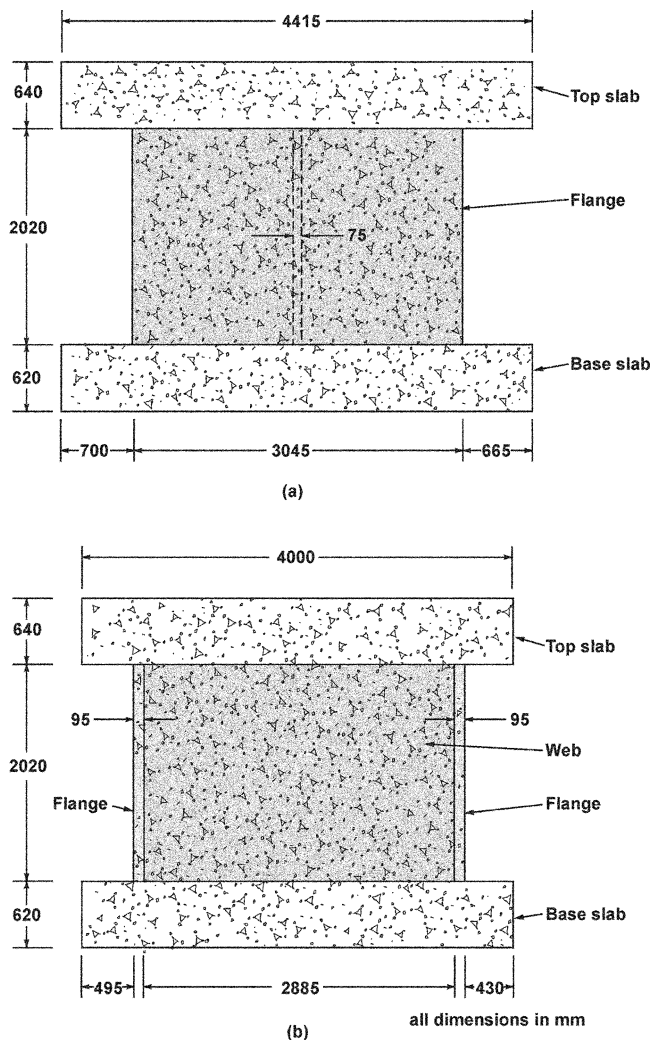 4415
640
Top slab
2020
Flange
75
620
Base slab
700
3045
665
(a)
4000
640
Top slab
95
95
2020
Web
Flange
Flange
620
Base slab
495
2885
430
all dimensions in mm
(b)